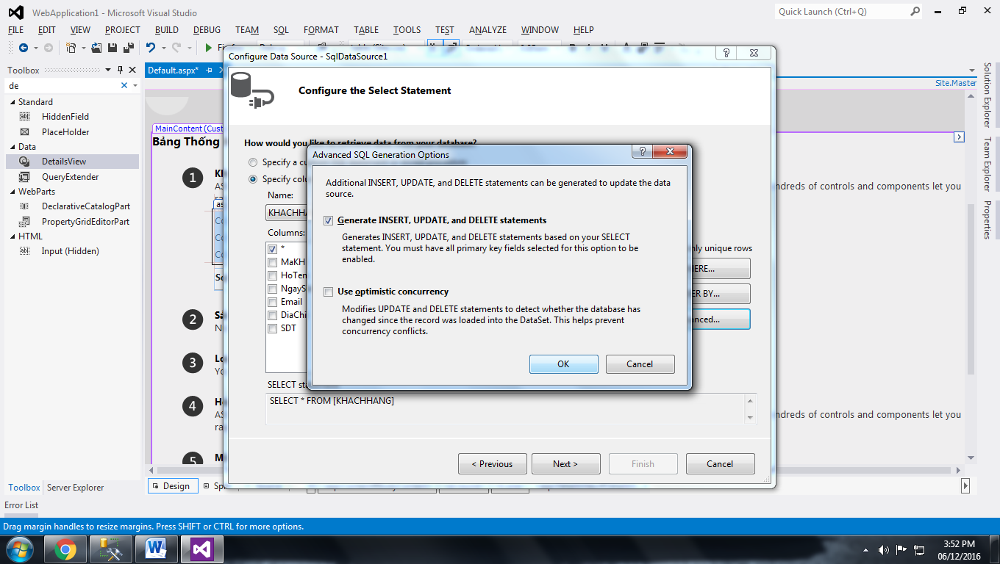 WebApplication1 - Microsoft Visual Studio
Quick Launch (Ctrl+Q)
FILE EDIT VIEW PROJECT BUILD DEBUG TEAM SQL FORMAT TABLE TOOLS TEST ANALYZE WINDOW HELP
Toolbox
de
Standard
HiddenField
PlaceHolder
Data
DetailsView
QueryExtender
WebParts
DeclarativeCatalogPart
PropertyGridEditorPart
HTML
Input (Hidden)
Toolbox Server Explorer
Error List
Default.aspx*
Site.Master
MainContent (Cust
Bảng Thống
1
2
3
4
5
ndreds of controls and components let you
ndreds of controls and components let you
Design
Solution Explorer
Team Explorer
Properties
Configure Data Source - SqlDataSource1
Configure the Select Statement
How would you like to retrieve data from your database?
Specify a cu
Specify colu
Name:
KHACHHA
Columns:
*
MaKH
HoTen
NgayS
Email
DiaChi
SDT
nly unique rows
HERE...
ER BY...
anced...
SELECT sta
SELECT * FROM [KHACHHANG]
< Previous Next > Finish Cancel
Advanced SQL Generation Options
Additional INSERT, UPDATE, and DELETE statements can be generated to update the data
source.
Generate INSERT, UPDATE, and DELETE statements
Generates INSERT, UPDATE, and DELETE statements based on your SELECT
statement. You must have all primary key fields selected for this option to be
enabled.
Use optimistic concurrency
Modifies UPDATE and DELETE statements to detect whether the database has
changed since the record was loaded into the DataSet. This helps prevent
concurrency conflicts.
OK Cancel
Drag margin handles to resize margins. Press SHIFT or CTRL for more options.
3:52 PM
06/12/2016